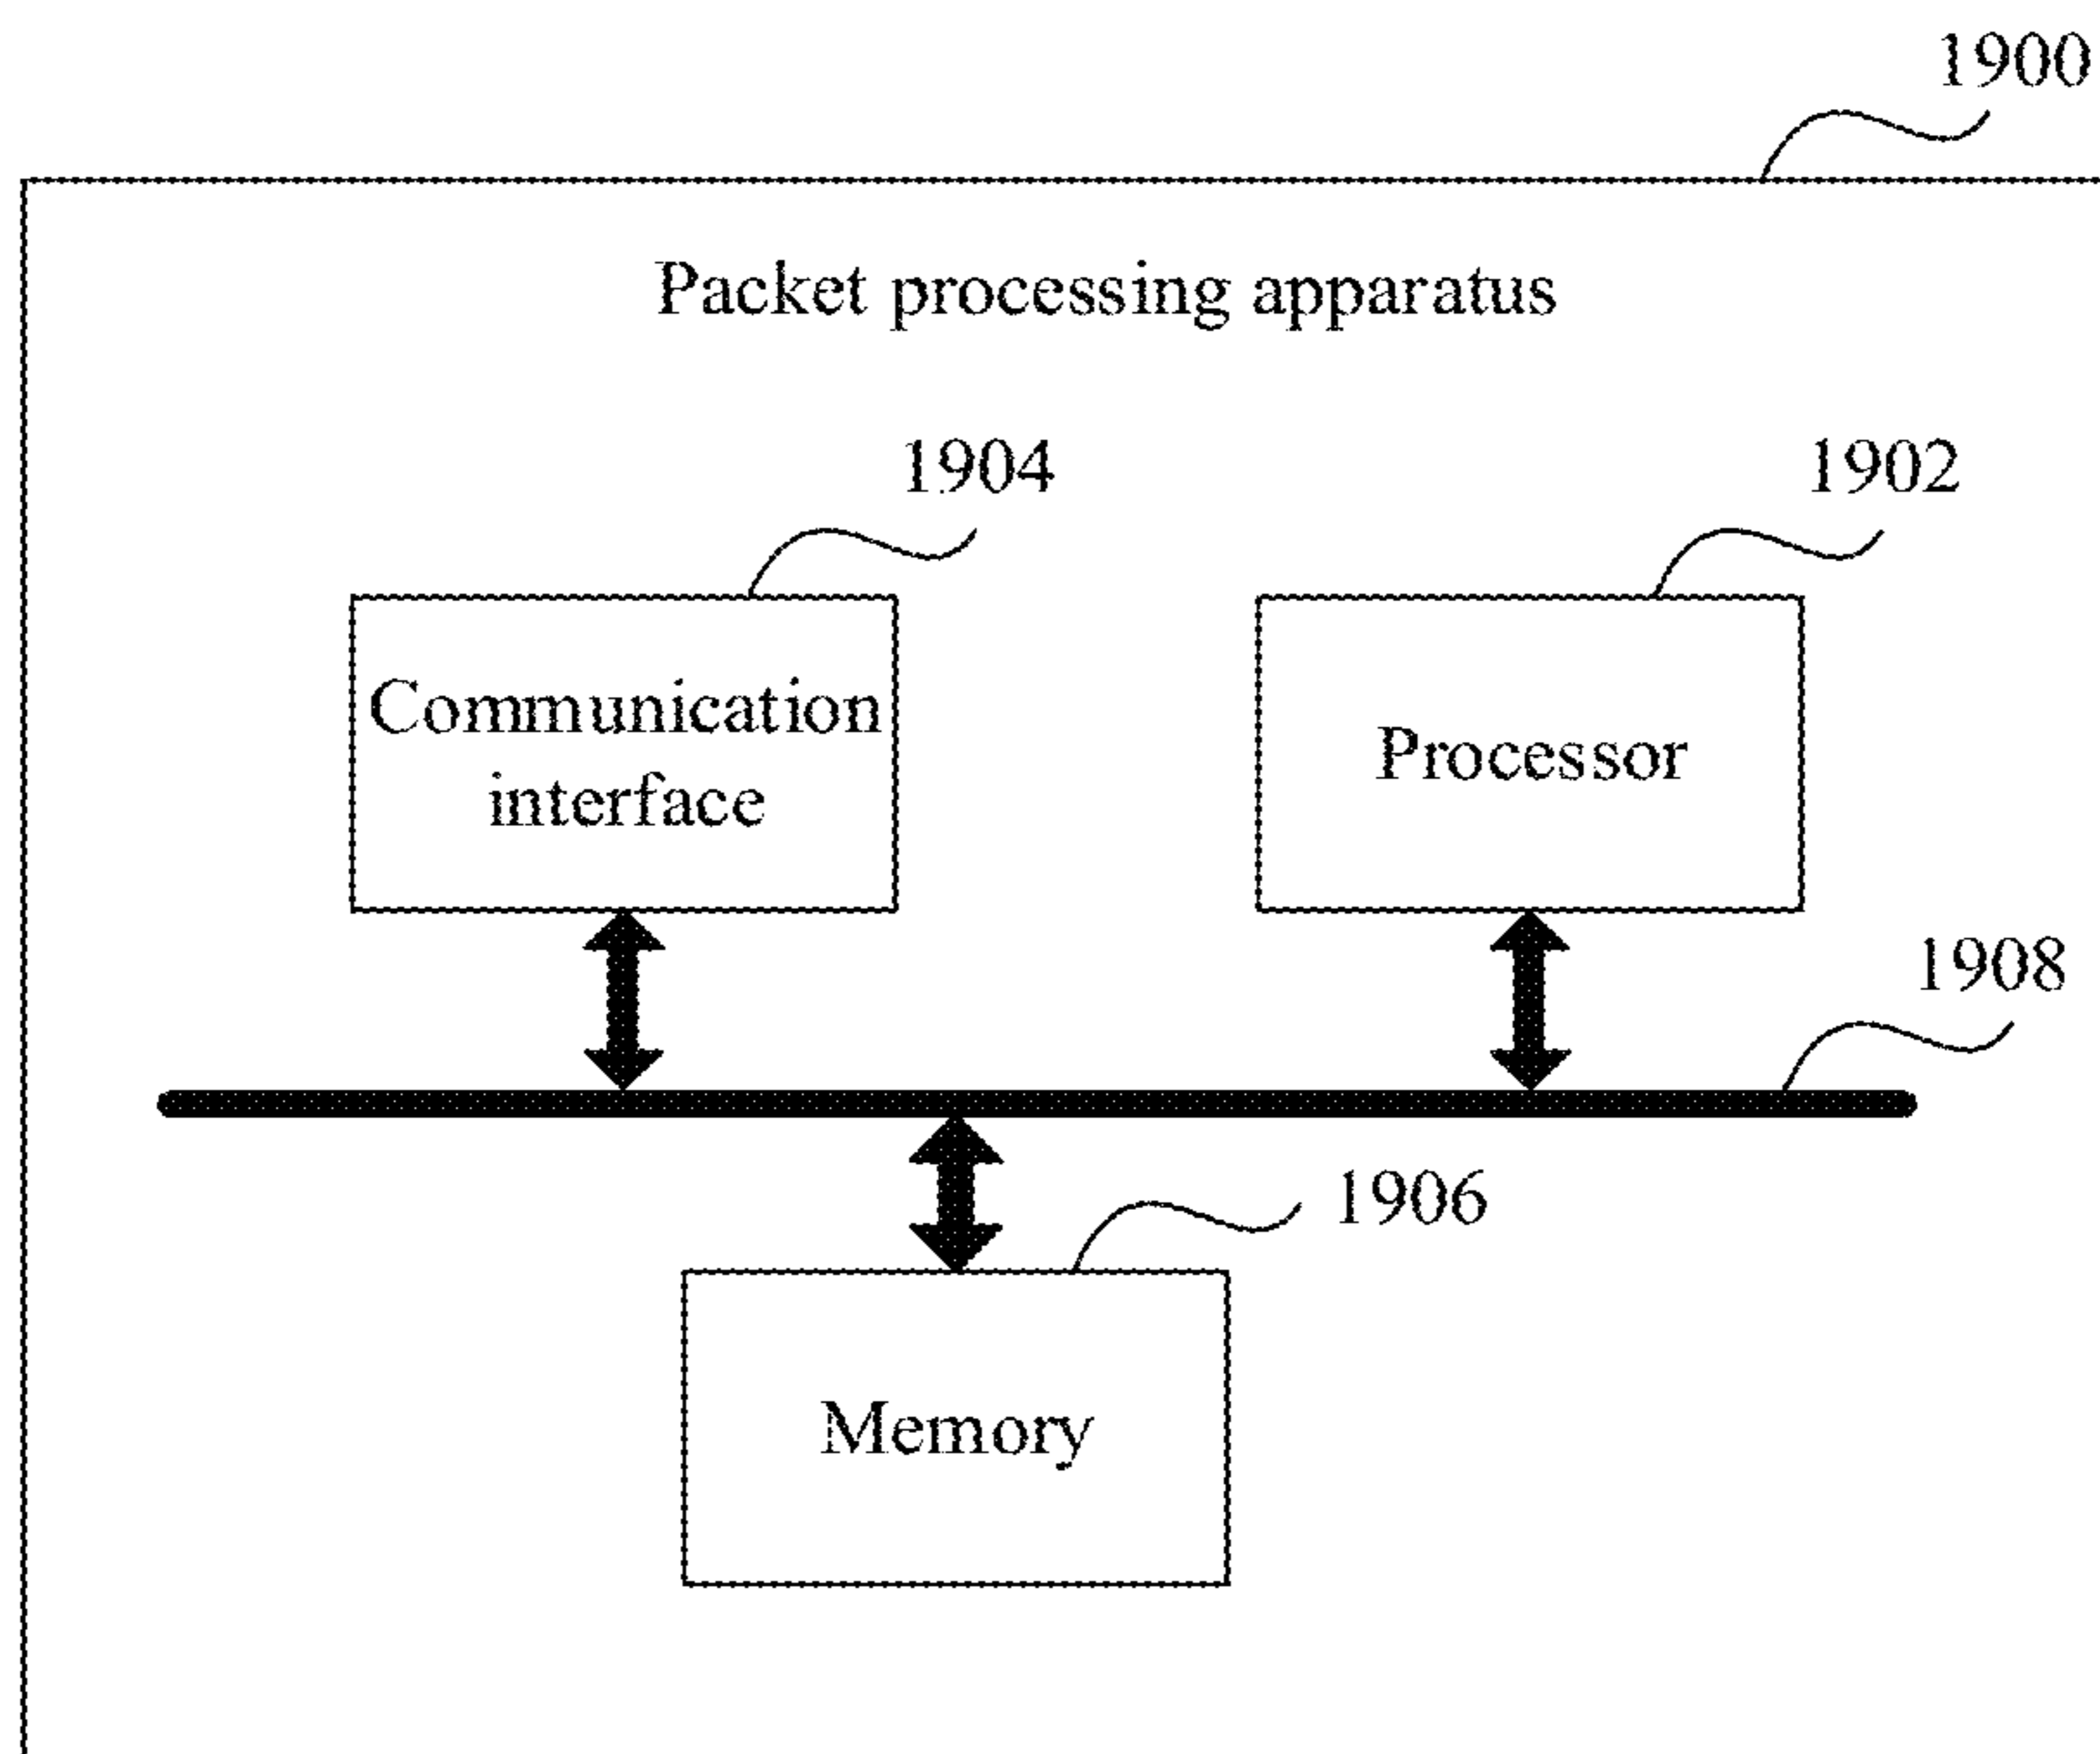 1900
Packet processing apparatus
1904
1902
Communication
interface
Processor
1908
1906
Memory